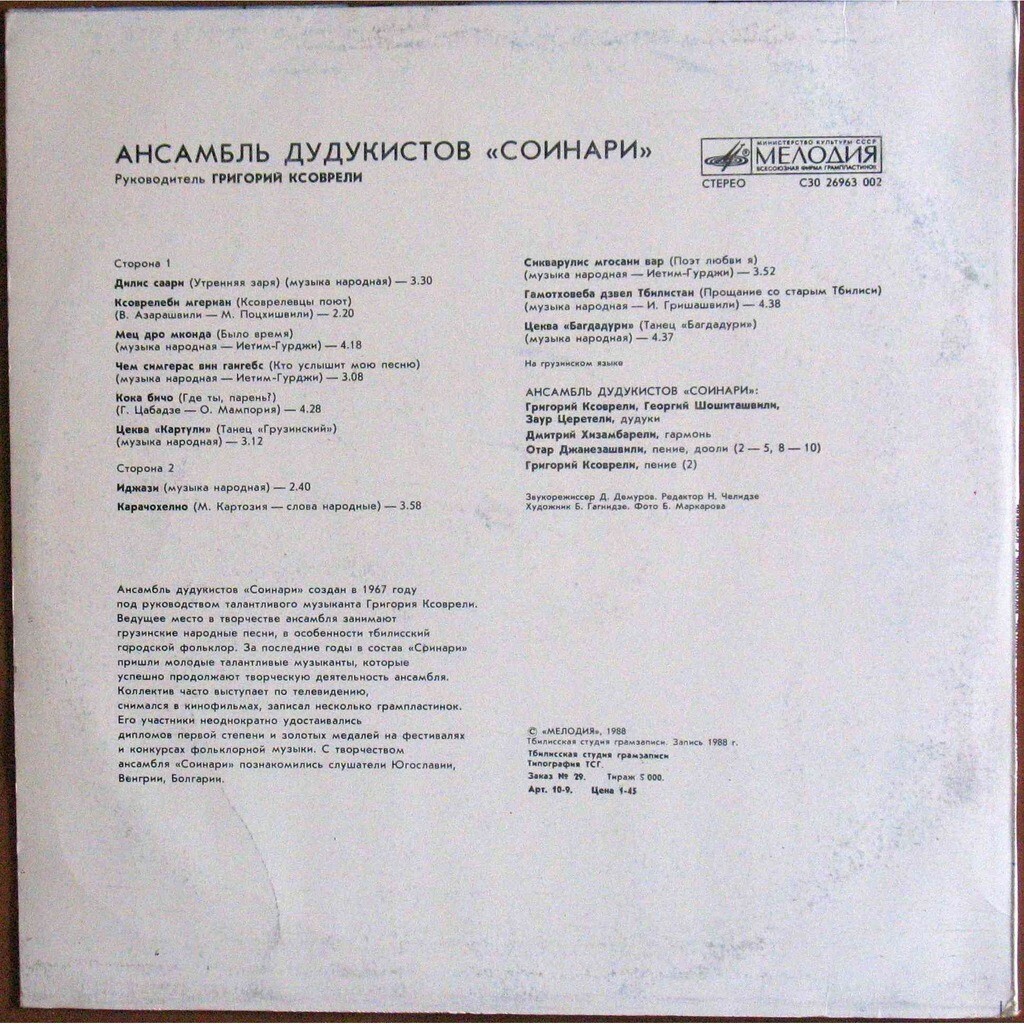 АНСАМБЛЬ ДУДУКИСТОВ «СОИНАРИ»
Руководитель ГРИГОРИЙ КСОВРЕЛИ
МИНИСТЕРСТВО КУЛЬТУРЫ СССР
МЕЛОДИЯ
ВСЕСОЮЗНАЯ ФИРМА ГРАМПЛАСТИНОК
СТЕРЕО С30 26963 002
Сторона 1
Дилис саари (Утренняя заря) (музыка народная) — 3.30
Ксоврелеби мгериан (Ксоврелевцы поют)
(В. Азарашвили — М. Поцхишвили) — 2.20
Мец дро мконда (Было время)
(музыка народная — Иетим-Гурджи) — 4.18
Чем симгерас вин гаигебс (Кто услышит мою песню)
(музыка народная — Иетим-Гурджи) — 3.08
Кока бичо (Где ты, парень?)
(Г. Цабадзе — О. Мампория) — 4.28
Цеква «Картули» (Танец «Грузинский»)
(музыка народная) — 3.12
Сторона 2
Иджази (музыка народная) — 2.40
Карачохелно (М. Картозия — слова народные) — 3.58
Сикварулис мгосани вар (Поэт любви я)
(музыка народная — Иетим-Гурджи) — 3.52
Гамотховеба дзвел Тбилистан (Прощание со старым Тбилиси)
(музыка народная — И. Гришашвили) — 4.38
Цеква «Багдадури» (Танец «Багдадури»)
(музыка народная) — 4.37
На грузинском языке
АНСАМБЛЬ ДУДУКИСТОВ «СОИНАРИ»:
Григорий Ксоврели, Георгий Шошиташвили,
Заур Церетели, дудуки
Дмитрий Хизамбарели, гармонь
Отар Джанезашвили, пение, дооли (2 — 5, 8 — 10)
Григорий Ксоврели, пение (2)
Звукорежиссер Д. Демуров. Редактор Н. Челидзе
Художник Б. Гагнидзе. Фото Б. Маркарова
Ансамбль дудукистов «Соинари» создан в 1967 году
под руководством талантливого музыканта Григория Ксоврели.
Ведущее место в творчестве ансамбля занимают
грузинские народные песни, в особенности тбилисский
городской фольклор. За последние годы в состав «Соинари»
пришли молодые талантливые музыканты, которые
успешно продолжают творческую деятельность ансамбля.
Коллектив часто выступает по телевидению,
снимался в кинофильмах, записал несколько грампластинок.
Его участники неоднократно удостаивались
дипломов первой степени и золотых медалей на фестивалях
и конкурсах фольклорной музыки. С творчеством
ансамбля «Соинари» познакомились слушатели Югославии,
Венгрии, Болгарии.
© «МЕЛОДИЯ», 1988
Тбилисская студия грамзаписи. Запись 1988 г.
Тбилисская студия грамзаписи
Типография ТСГ.
Заказ № 29. Тираж 5 000.
Арт. 10-9. Цена 1-45